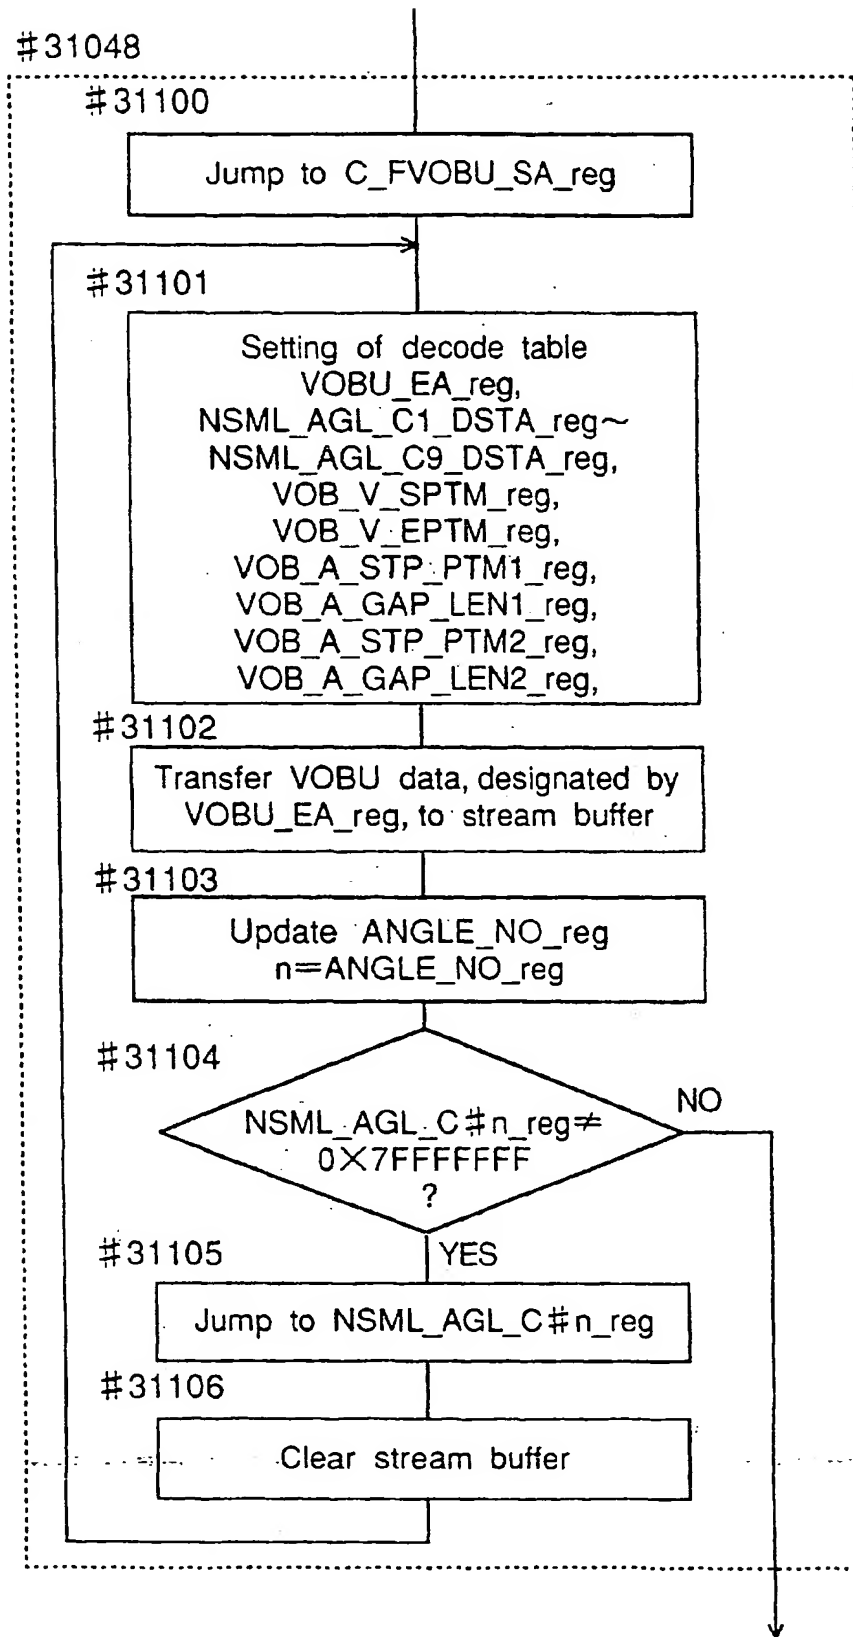 #31048
#31100
Jump to C_FVOBU_SA_reg
#31101
Setting of decode table
VOBU_EA_reg,
NSML_AGL_C1_DSTA_reg~
NSML_AGL_C9_DSTA_reg,
VOB_V_SPTM_reg,
VOB_V_EPTM_reg,
VOB_A_STP_PTM1_reg,
VOB_A_GAP_LEN1_reg,
VOB_A_STP_PTM2_reg,
VOB_A_GAP_LEN2_reg,
#31102
Transfer VOBU data, designated by
VOBU_EA_reg, to stream buffer
#31103
Update ANGLE_NO_reg
n=ANGLE_NO_reg
#31104
NO
NSML_AGL_C#n_reg≠
0X7FFFFFFF
?
#31105
YES
Jump to NSML_AGL_C#n_reg
#31106
Clear stream buffer